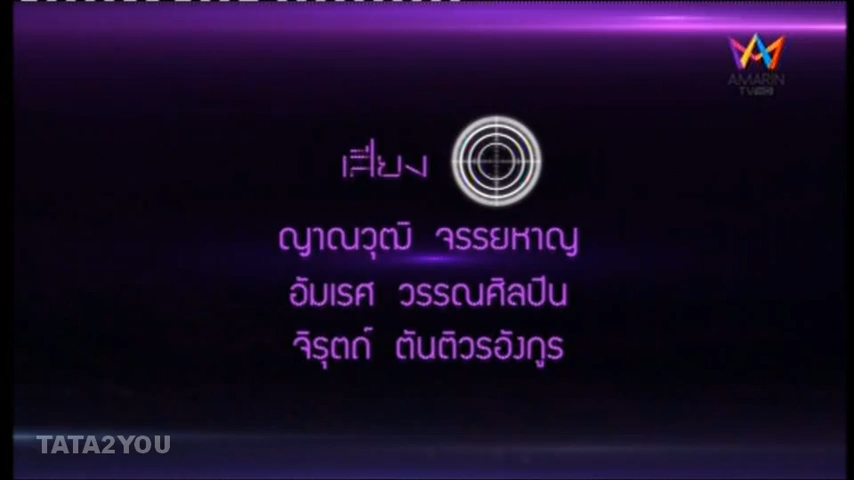 AMARIN
TV HD
เสียง
ญาณวุฒิ จรรยหาญ
อัมเรศ วรรณศิลปิน
จิรุตถ์ ตันติวรอังกูร
TATA2YOU